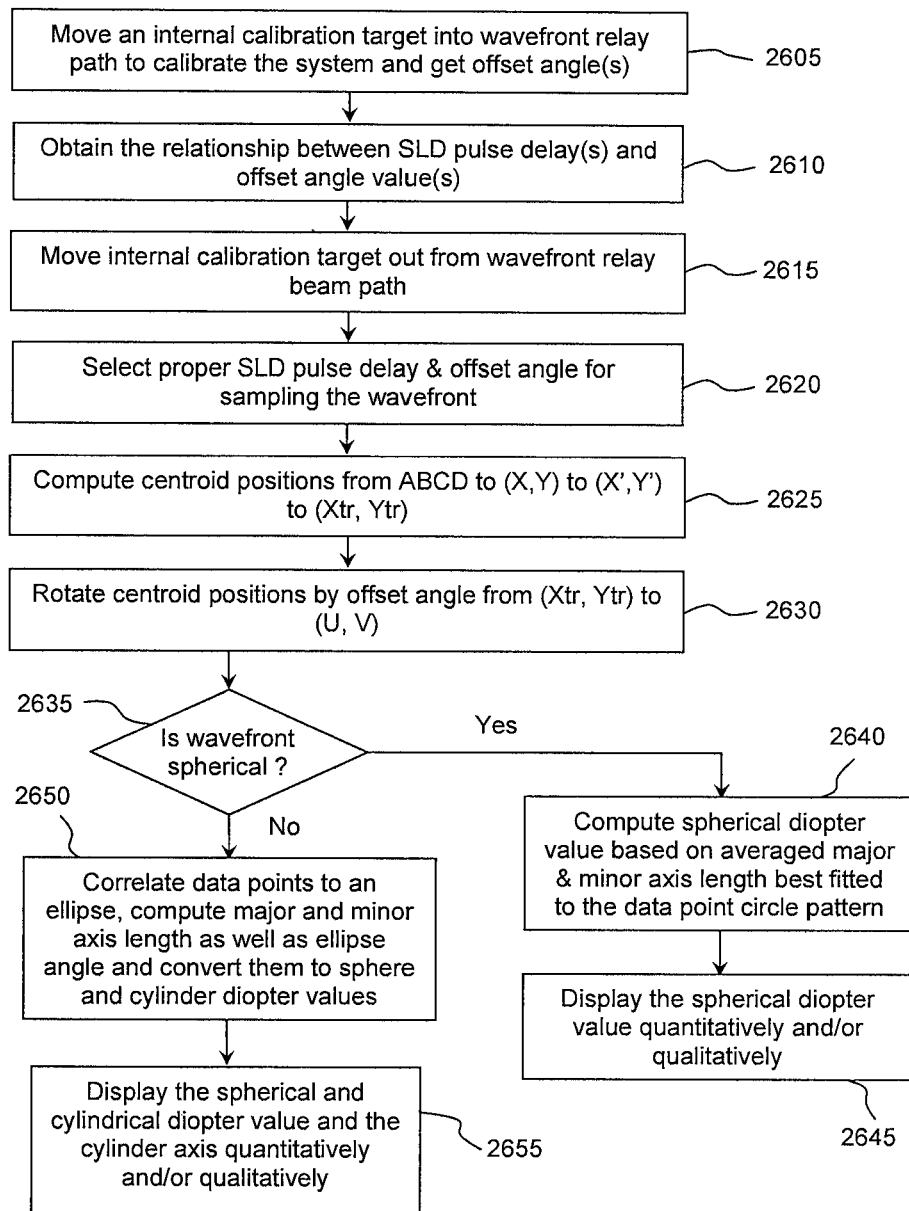 Move an internal calibration target into wavefront relay
path to calibrate the system and get offset angle(s)
2605
Obtain the relationship between SLD pulse delay(s) and
offset angle value(s)
2610
Move internal calibration target out from wavefront relay
beam path
2615
Select proper SLD pulse delay & offset angle for
sampling the wavefront
2620
Compute centroid positions from ABCD to (X,Y) to (X',Y')
to (Xtr, Ytr)
2625
Rotate centroid positions by offset angle from (Xtr, Ytr) to
(U, V)
2630
2635
Is wavefront
spherical ?
Yes
No
2640
Compute spherical diopter
value based on averaged major
& minor axis length best fitted
to the data point circle pattern
Display the spherical diopter
value quantitatively and/or
qualitatively
2645
2650
Correlate data points to an
ellipse, compute major and minor
axis length as well as ellipse
angle and convert them to sphere
and cylinder diopter values
Display the spherical and
cylindrical diopter value and the
cylinder axis quantitatively
and/or qualitatively
2655